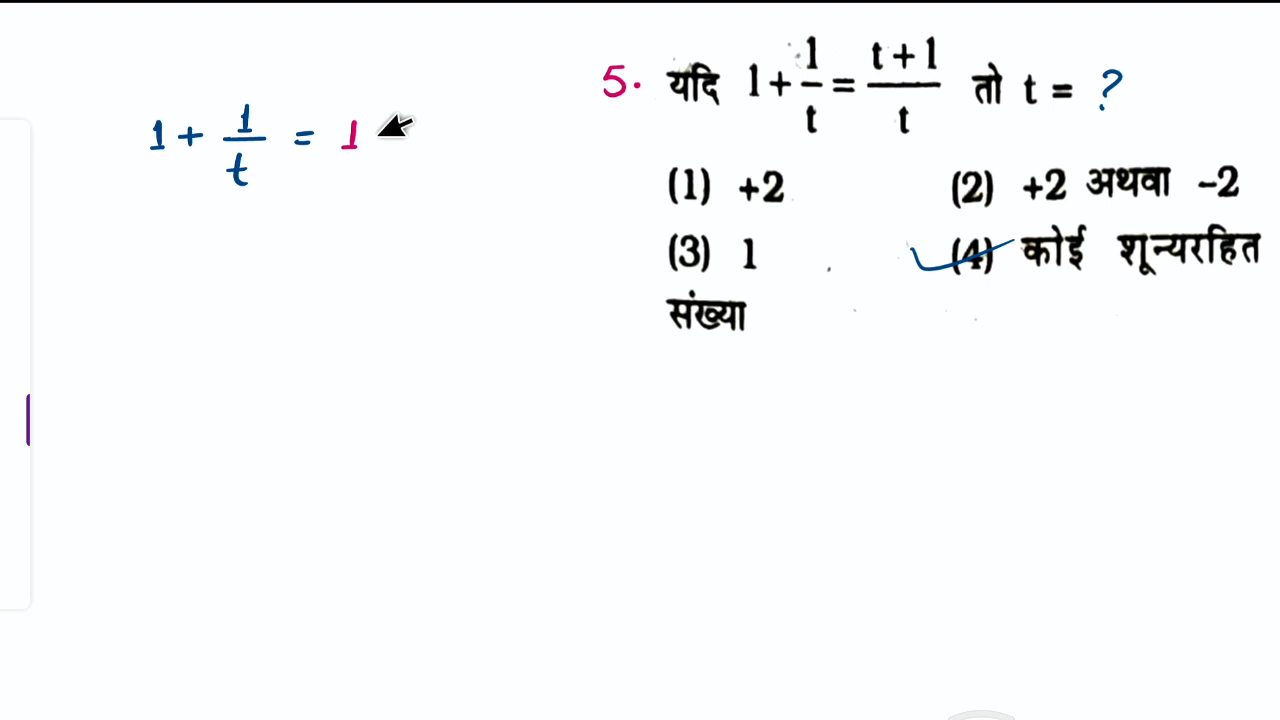 5. यदि 1 + 1/t = (t+1)/t तो t = ?
1 + 1/t = 1
(1) +2 (2) +2 अथवा -2
(3) 1 (4) कोई शून्यरहित
संख्या